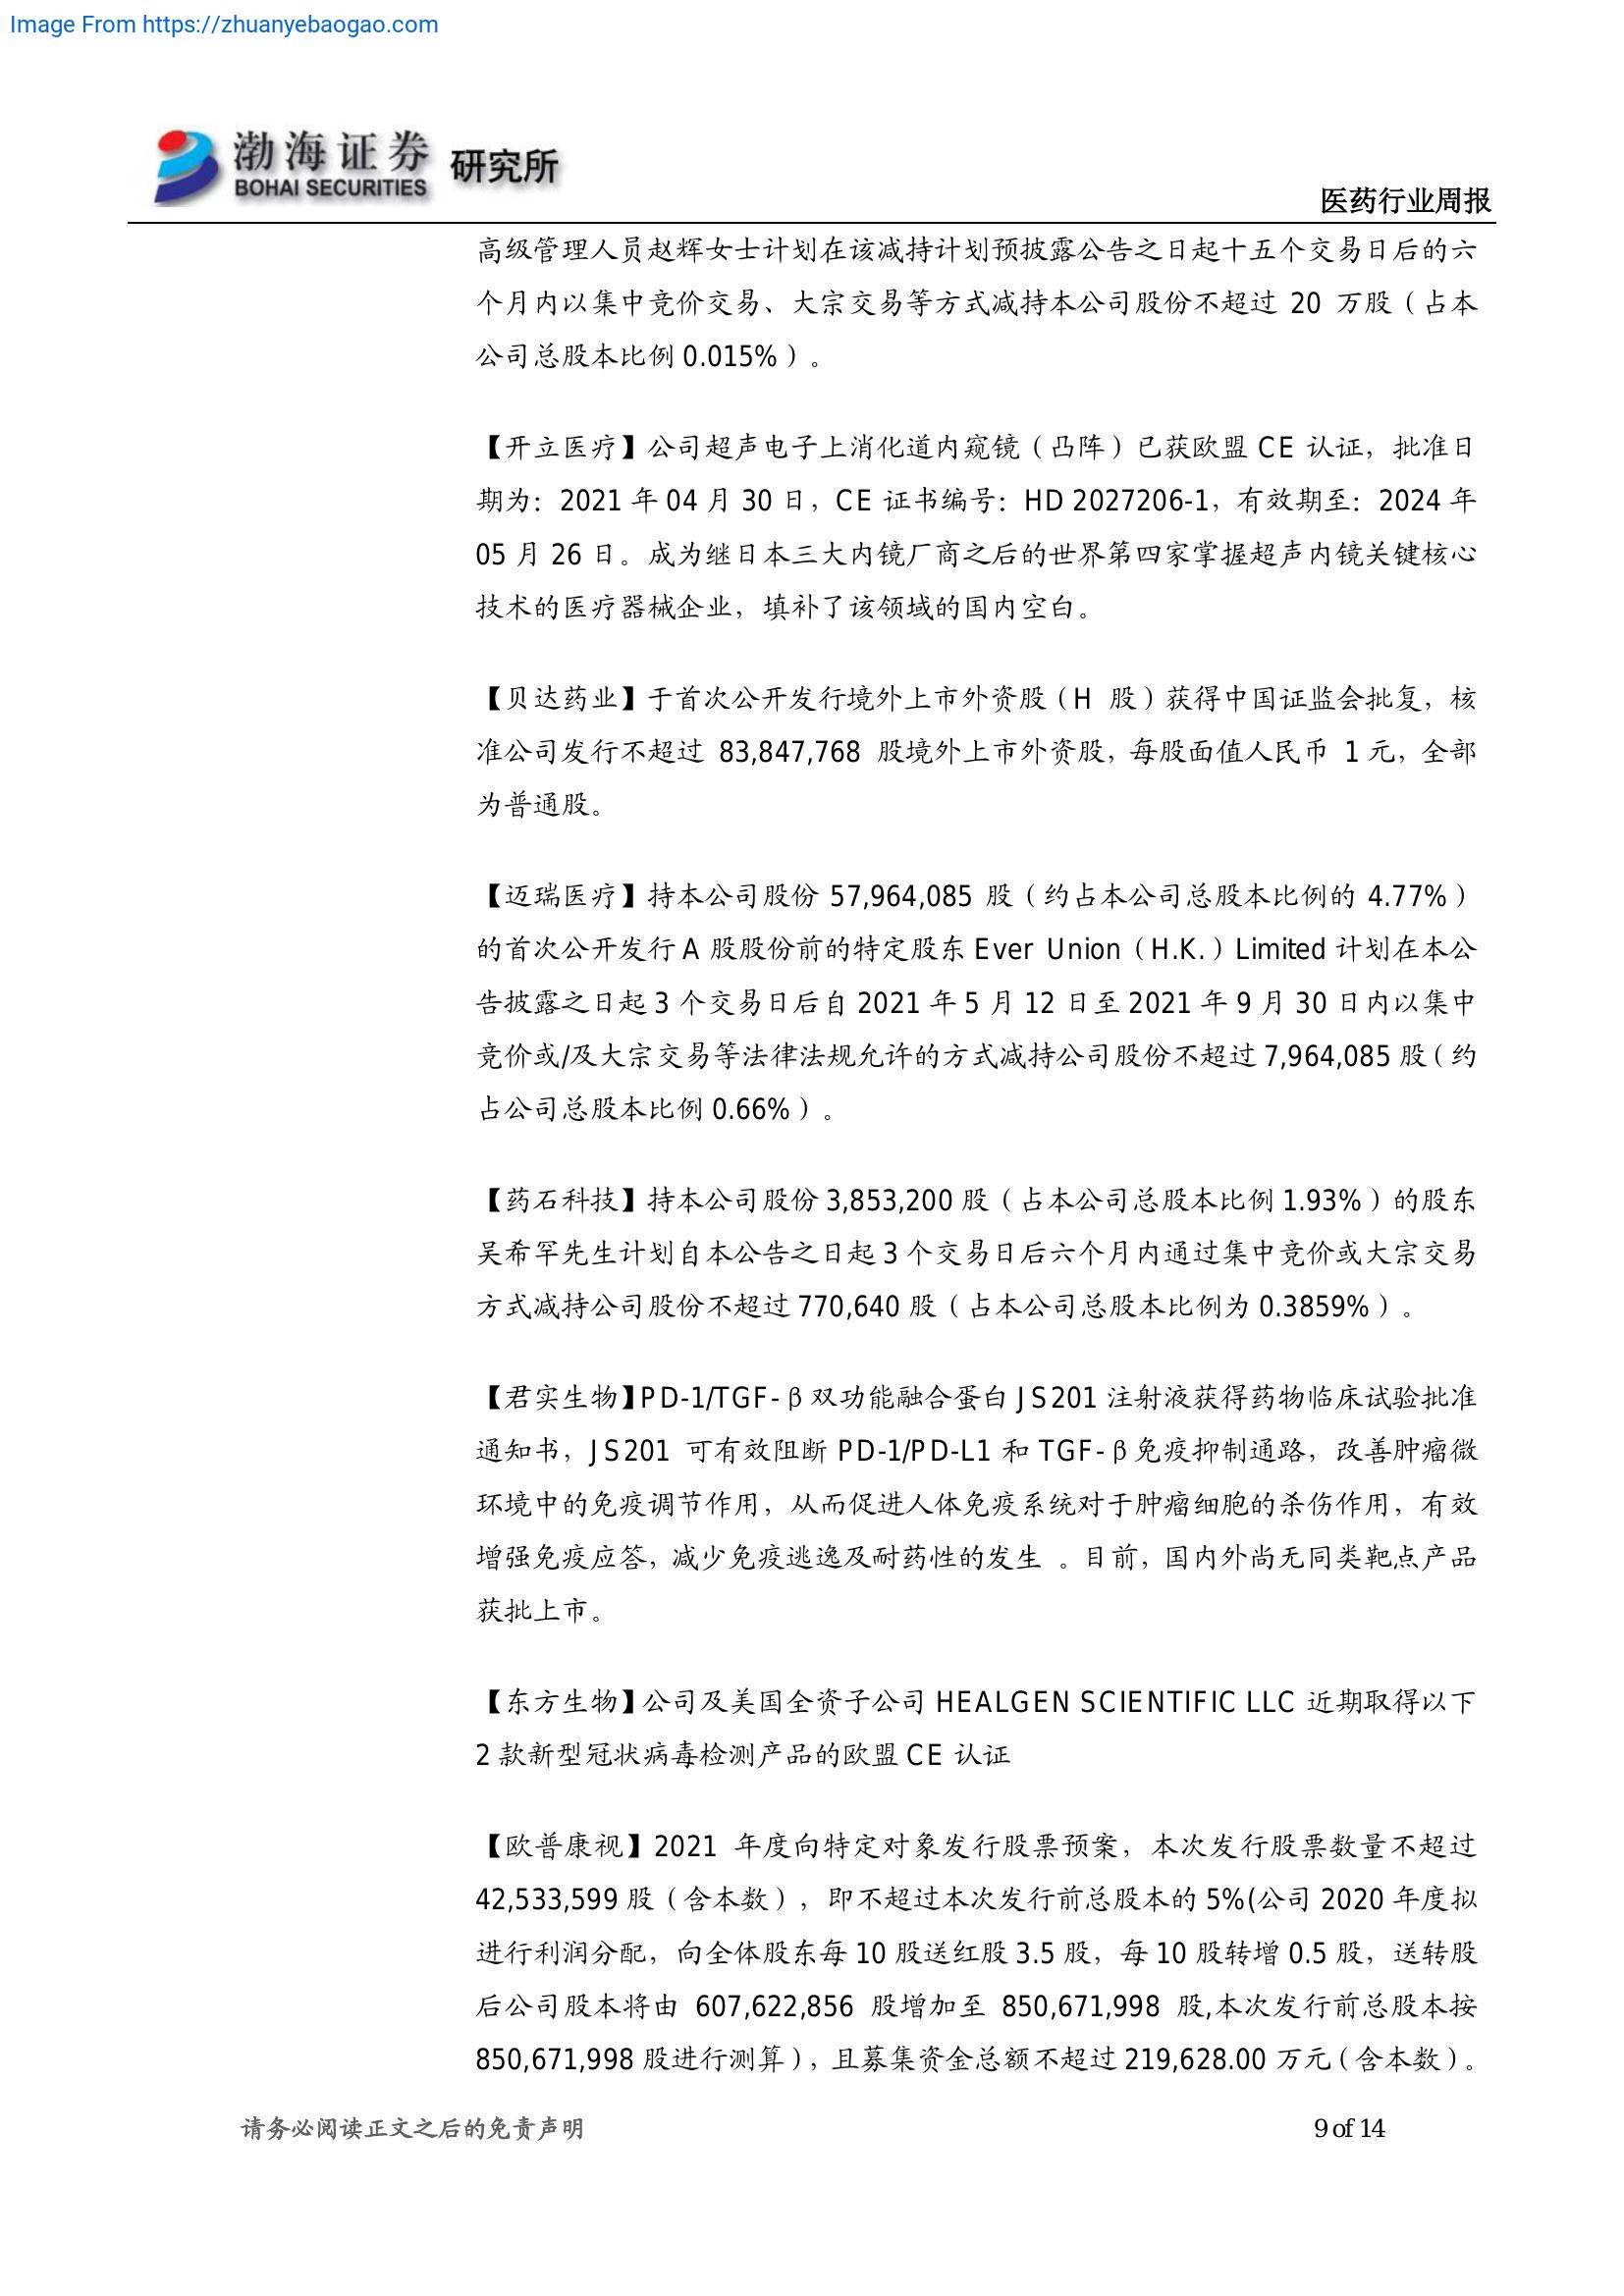 Image From https://zhuanyebaogao.com
渤海证券
BOHAI SECURITIES
研究所
医药行业周报
高级管理人员赵辉女士计划在该减持计划预披露公告之日起十五个交易日后的六
个月内以集中竞价交易、大宗交易等方式减持本公司股份不超过 20 万股（占本
公司总股本比例 0.015%）。
【开立医疗】公司超声电子上消化道内窥镜（凸阵）已获欧盟 CE 认证，批准日
期为：2021 年 04 月 30 日，CE 证书编号：HD 2027206-1，有效期至：2024 年
05 月 26 日。成为继日本三大内镜厂商之后的世界第四家掌握超声内镜关键核心
技术的医疗器械企业，填补了该领域的国内空白。
【贝达药业】于首次公开发行境外上市外资股（H 股）获得中国证监会批复，核
准公司发行不超过 83,847,768 股境外上市外资股，每股面值人民币 1 元，全部
为普通股。
【迈瑞医疗】持本公司股份 57,964,085 股（约占本公司总股本比例的 4.77%）
的首次公开发行 A 股股份前的特定股东 Ever Union（H.K.）Limited 计划在本公
告披露之日起 3 个交易日后自 2021 年 5 月 12 日至 2021 年 9 月 30 日内以集中
竞价或/及大宗交易等法律法规允许的方式减持公司股份不超过 7,964,085 股（约
占公司总股本比例 0.66%）。
【药石科技】持本公司股份 3,853,200 股（占本公司总股本比例 1.93%）的股东
吴希罕先生计划自本公告之日起 3 个交易日后六个月内通过集中竞价或大宗交易
方式减持公司股份不超过 770,640 股（占本公司总股本比例为 0.3859%）。
【君实生物】PD-1/TGF-β双功能融合蛋白 JS201 注射液获得药物临床试验批准
通知书，JS201 可有效阻断 PD-1/PD-L1 和 TGF-β免疫抑制通路，改善肿瘤微
环境中的免疫调节作用，从而促进人体免疫系统对于肿瘤细胞的杀伤作用，有效
增强免疫应答，减少免疫逃逸及耐药性的发生 。目前，国内外尚无同类靶点产品
获批上市。
【东方生物】公司及美国全资子公司 HEALGEN SCIENTIFIC LLC 近期取得以下
2 款新型冠状病毒检测产品的欧盟 CE 认证
【欧普康视】2021 年度向特定对象发行股票预案，本次发行股票数量不超过
42,533,599 股（含本数），即不超过本次发行前总股本的 5%(公司 2020 年度拟
进行利润分配，向全体股东每 10 股送红股 3.5 股，每 10 股转增 0.5 股，送转股
后公司股本将由 607,622,856 股增加至 850,671,998 股,本次发行前总股本按
850,671,998 股进行测算），且募集资金总额不超过 219,628.00 万元（含本数）。
请务必阅读正文之后的免责声明
9 of 14